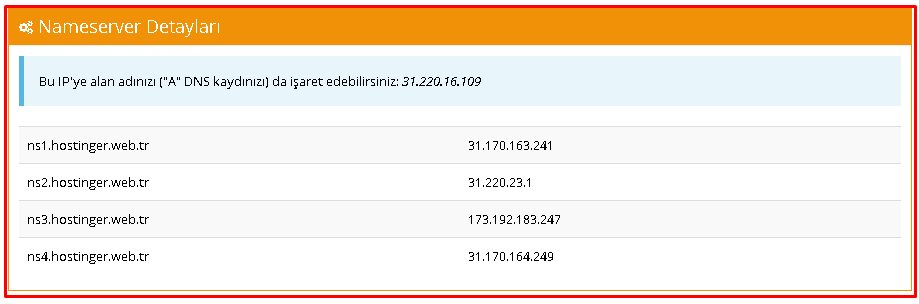 Nameserver Detayları
Bu IP'ye alan adınızı ("A" DNS kaydınızı) da işaret edebilirsiniz: 31.220.16.109
ns1.hostinger.web.tr 31.170.163.241
ns2.hostinger.web.tr 31.220.23.1
ns3.hostinger.web.tr 173.192.183.247
ns4.hostinger.web.tr 31.170.164.249